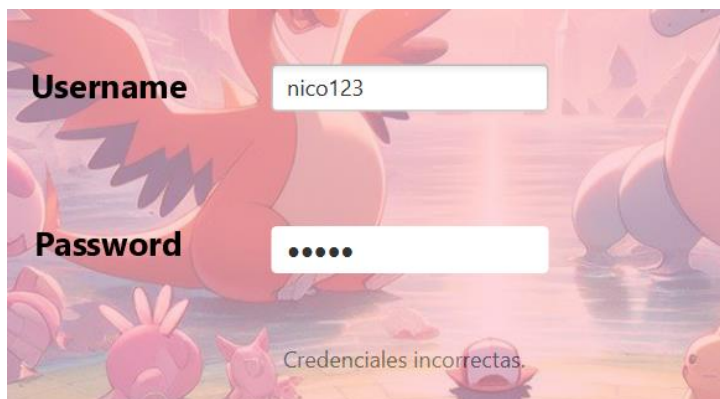 Username nico123
Password •••••
Credenciales incorrectas.